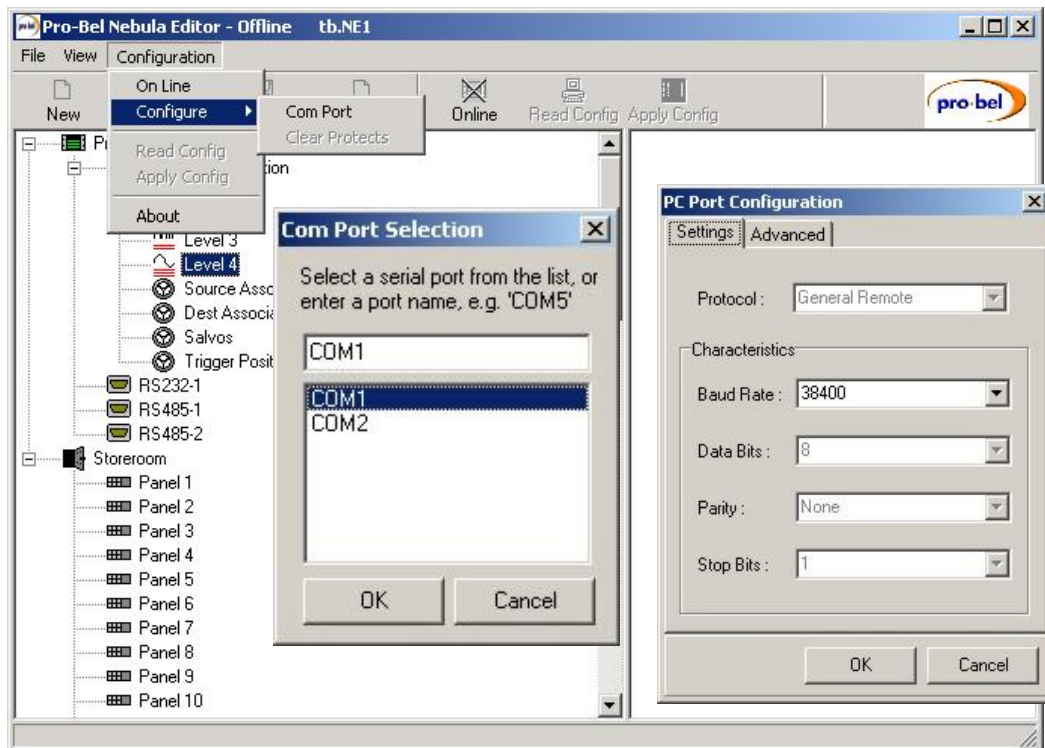 Pro-Bel Nebula Editor - Offline tb.NE1
File View Configuration
New
Online
Read Config
Apply Config
pro·bel
On Line
Configure
Read Config
Apply Config
About
Com Port
Clear Protects
Level 3
Level 4
Source Asso
Dest Associa
Salvos
Trigger Posit
RS232-1
RS485-1
RS485-2
Storeroom
Panel 1
Panel 2
Panel 3
Panel 4
Panel 5
Panel 6
Panel 7
Panel 8
Panel 9
Panel 10
Com Port Selection
Select a serial port from the list, or
enter a port name, e.g. 'COM5'
COM1
COM1
COM2
OK Cancel
PC Port Configuration
Settings Advanced
Protocol : General Remote
Characteristics
Baud Rate : 38400
Data Bits : 8
Parity : None
Stop Bits : 1
OK Cancel